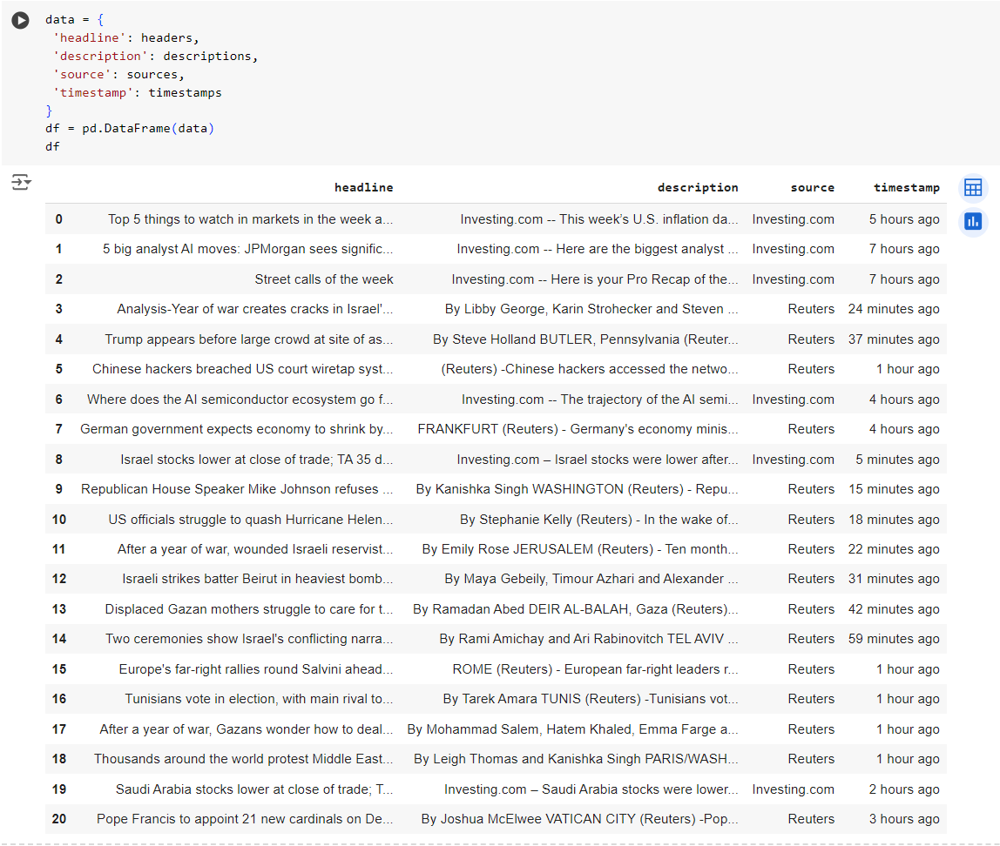 data = {
'headline': headers,
'description': descriptions,
'source': sources,
'timestamp': timestamps
}
df = pd.DataFrame(data)
df
headline description source timestamp
0 Top 5 things to watch in markets in the week a... Investing.com -- This week’s U.S. inflation da... Investing.com 5 hours ago
1 5 big analyst AI moves: JPMorgan sees signific... Investing.com -- Here are the biggest analyst ... Investing.com 7 hours ago
2 Street calls of the week Investing.com -- Here is your Pro Recap of the... Investing.com 7 hours ago
3 Analysis-Year of war creates cracks in Israel'... By Libby George, Karin Strohecker and Steven ... Reuters 24 minutes ago
4 Trump appears before large crowd at site of as... By Steve Holland BUTLER, Pennsylvania (Reuter... Reuters 37 minutes ago
5 Chinese hackers breached US court wiretap syst... (Reuters) -Chinese hackers accessed the netwo... Reuters 1 hour ago
6 Where does the AI semiconductor ecosystem go f... Investing.com -- The trajectory of the AI semi... Investing.com 4 hours ago
7 German government expects economy to shrink by... FRANKFURT (Reuters) - Germany's economy minis... Reuters 4 hours ago
8 Israel stocks lower at close of trade; TA 35 d... Investing.com – Israel stocks were lower after... Investing.com 5 minutes ago
9 Republican House Speaker Mike Johnson refuses ... By Kanishka Singh WASHINGTON (Reuters) - Repu... Reuters 15 minutes ago
10 US officials struggle to quash Hurricane Helen... By Stephanie Kelly (Reuters) - In the wake of... Reuters 18 minutes ago
11 After a year of war, wounded Israeli reservist... By Emily Rose JERUSALEM (Reuters) - Ten month... Reuters 22 minutes ago
12 Israeli strikes batter Beirut in heaviest bomb... By Maya Gebeily, Timour Azhari and Alexander ... Reuters 31 minutes ago
13 Displaced Gazan mothers struggle to care for t... By Ramadan Abed DEIR AL-BALAH, Gaza (Reuters)... Reuters 42 minutes ago
14 Two ceremonies show Israel's conflicting narra... By Rami Amichay and Ari Rabinovitch TEL AVIV ... Reuters 59 minutes ago
15 Europe's far-right rallies round Salvini ahead... ROME (Reuters) - European far-right leaders r... Reuters 1 hour ago
16 Tunisians vote in election, with main rival to... By Tarek Amara TUNIS (Reuters) -Tunisians vot... Reuters 1 hour ago
17 After a year of war, Gazans wonder how to deal... By Mohammad Salem, Hatem Khaled, Emma Farge a... Reuters 1 hour ago
18 Thousands around the world protest Middle East... By Leigh Thomas and Kanishka Singh PARIS/WASH... Reuters 1 hour ago
19 Saudi Arabia stocks lower at close of trade; T... Investing.com – Saudi Arabia stocks were lower... Investing.com 2 hours ago
20 Pope Francis to appoint 21 new cardinals on De... By Joshua McElwee VATICAN CITY (Reuters) -Pop... Reuters 3 hours ago